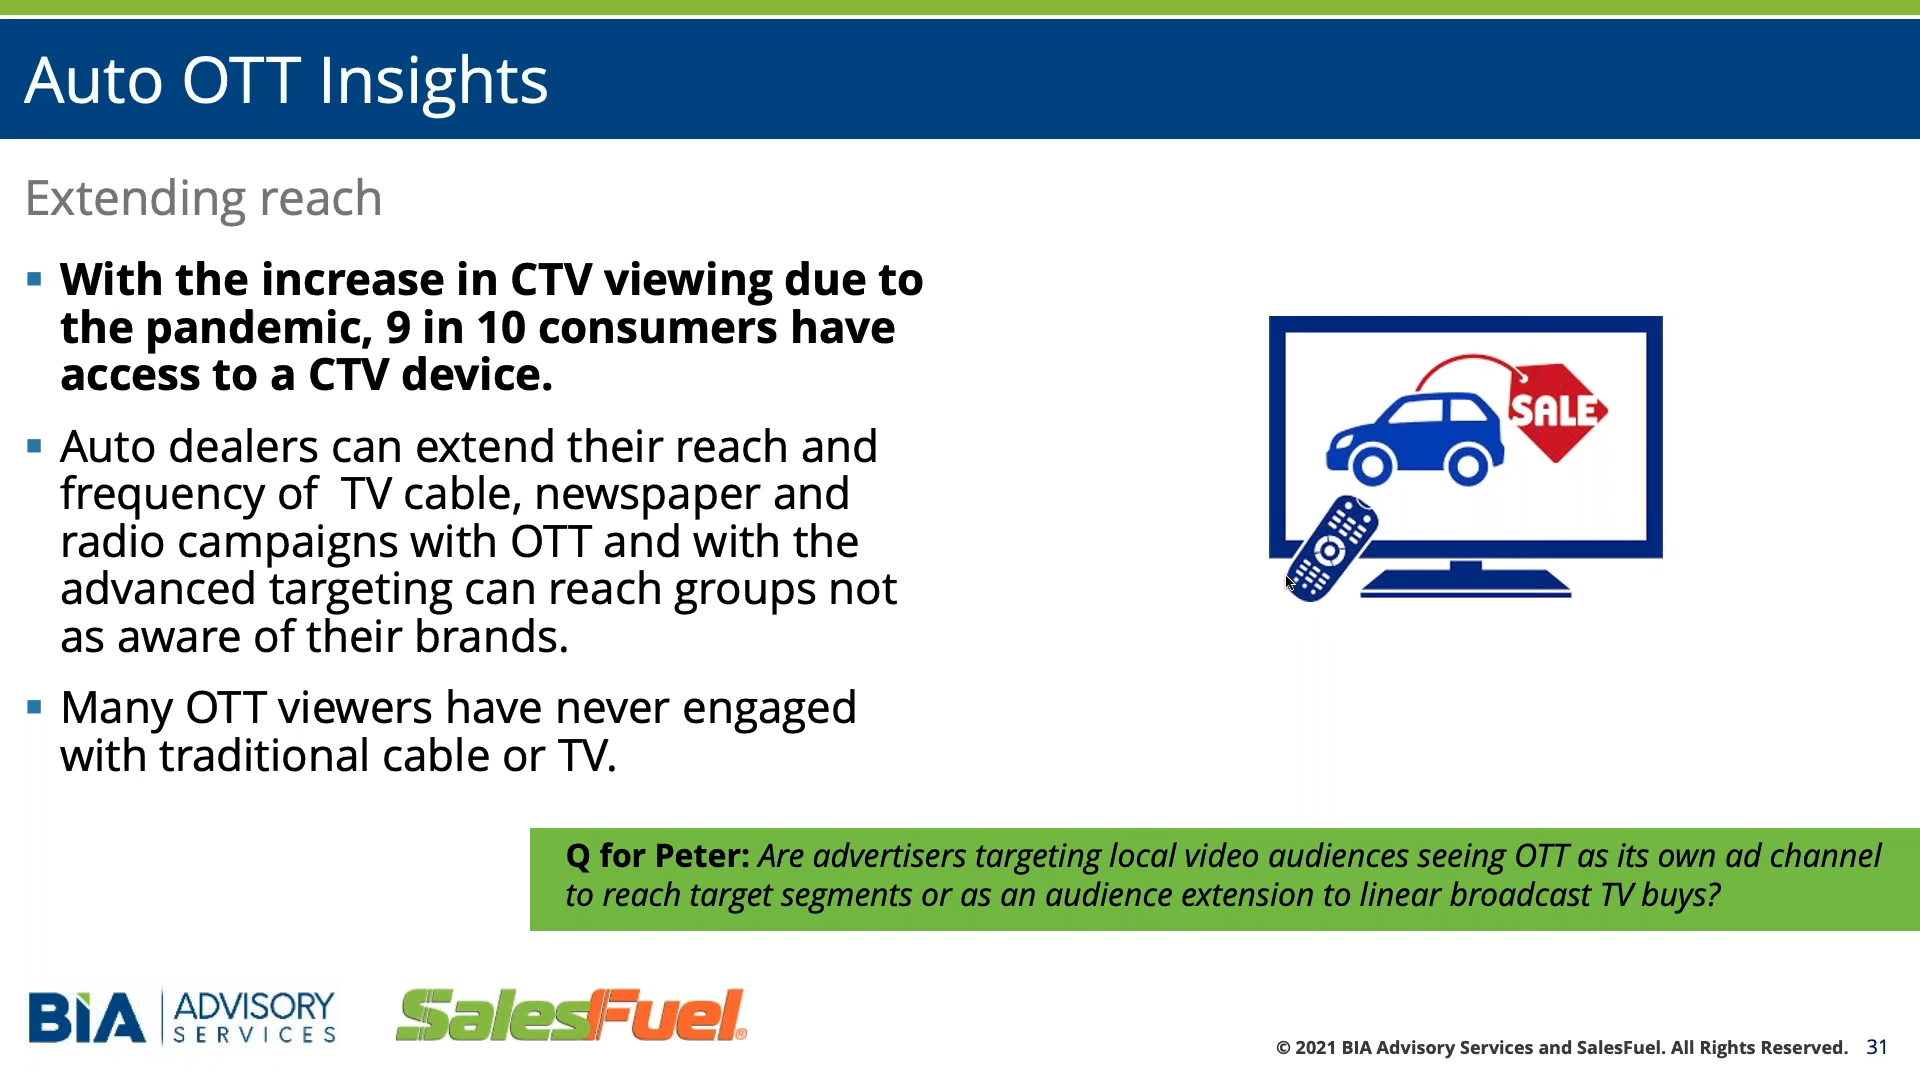 Auto OTT Insights
Extending reach
With the increase in CTV viewing due to
the pandemic, 9 in 10 consumers have
access to a CTV device.
Auto dealers can extend their reach and
frequency of  TV cable, newspaper and
radio campaigns with OTT and with the
advanced targeting can reach groups not
as aware of their brands.
Many OTT viewers have never engaged
with traditional cable or TV.
SALE
Q for Peter: Are advertisers targeting local video audiences seeing OTT as its own ad channel
to reach target segments or as an audience extension to linear broadcast TV buys?
BIA ADVISORY
SERVICES
SalesFuel®
© 2021 BIA Advisory Services and SalesFuel. All Rights Reserved. 31